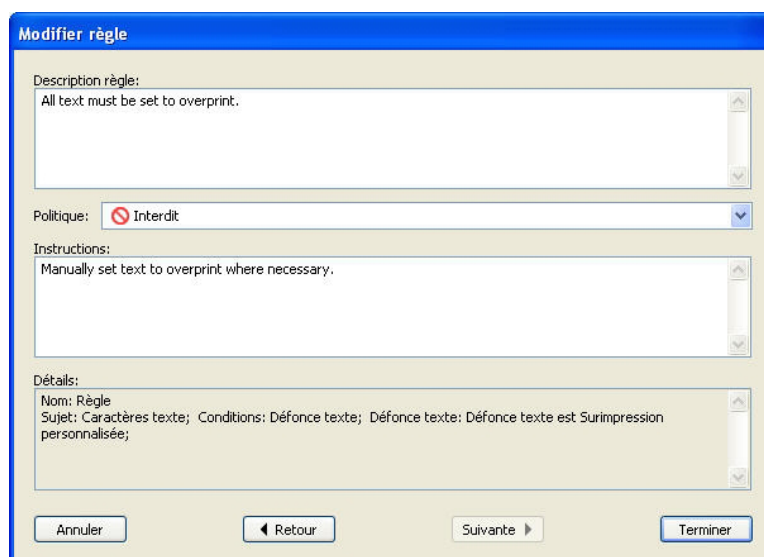 Modifier règle
Description règle:
All text must be set to overprint.
Politique: Interdit
Instructions:
Manually set text to overprint where necessary.
Détails:
Nom: Règle
Sujet: Caractères texte;  Conditions: Défonce texte;  Défonce texte: Défonce texte est Surimpression
personnalisée;
Annuler Retour Suivante Terminer